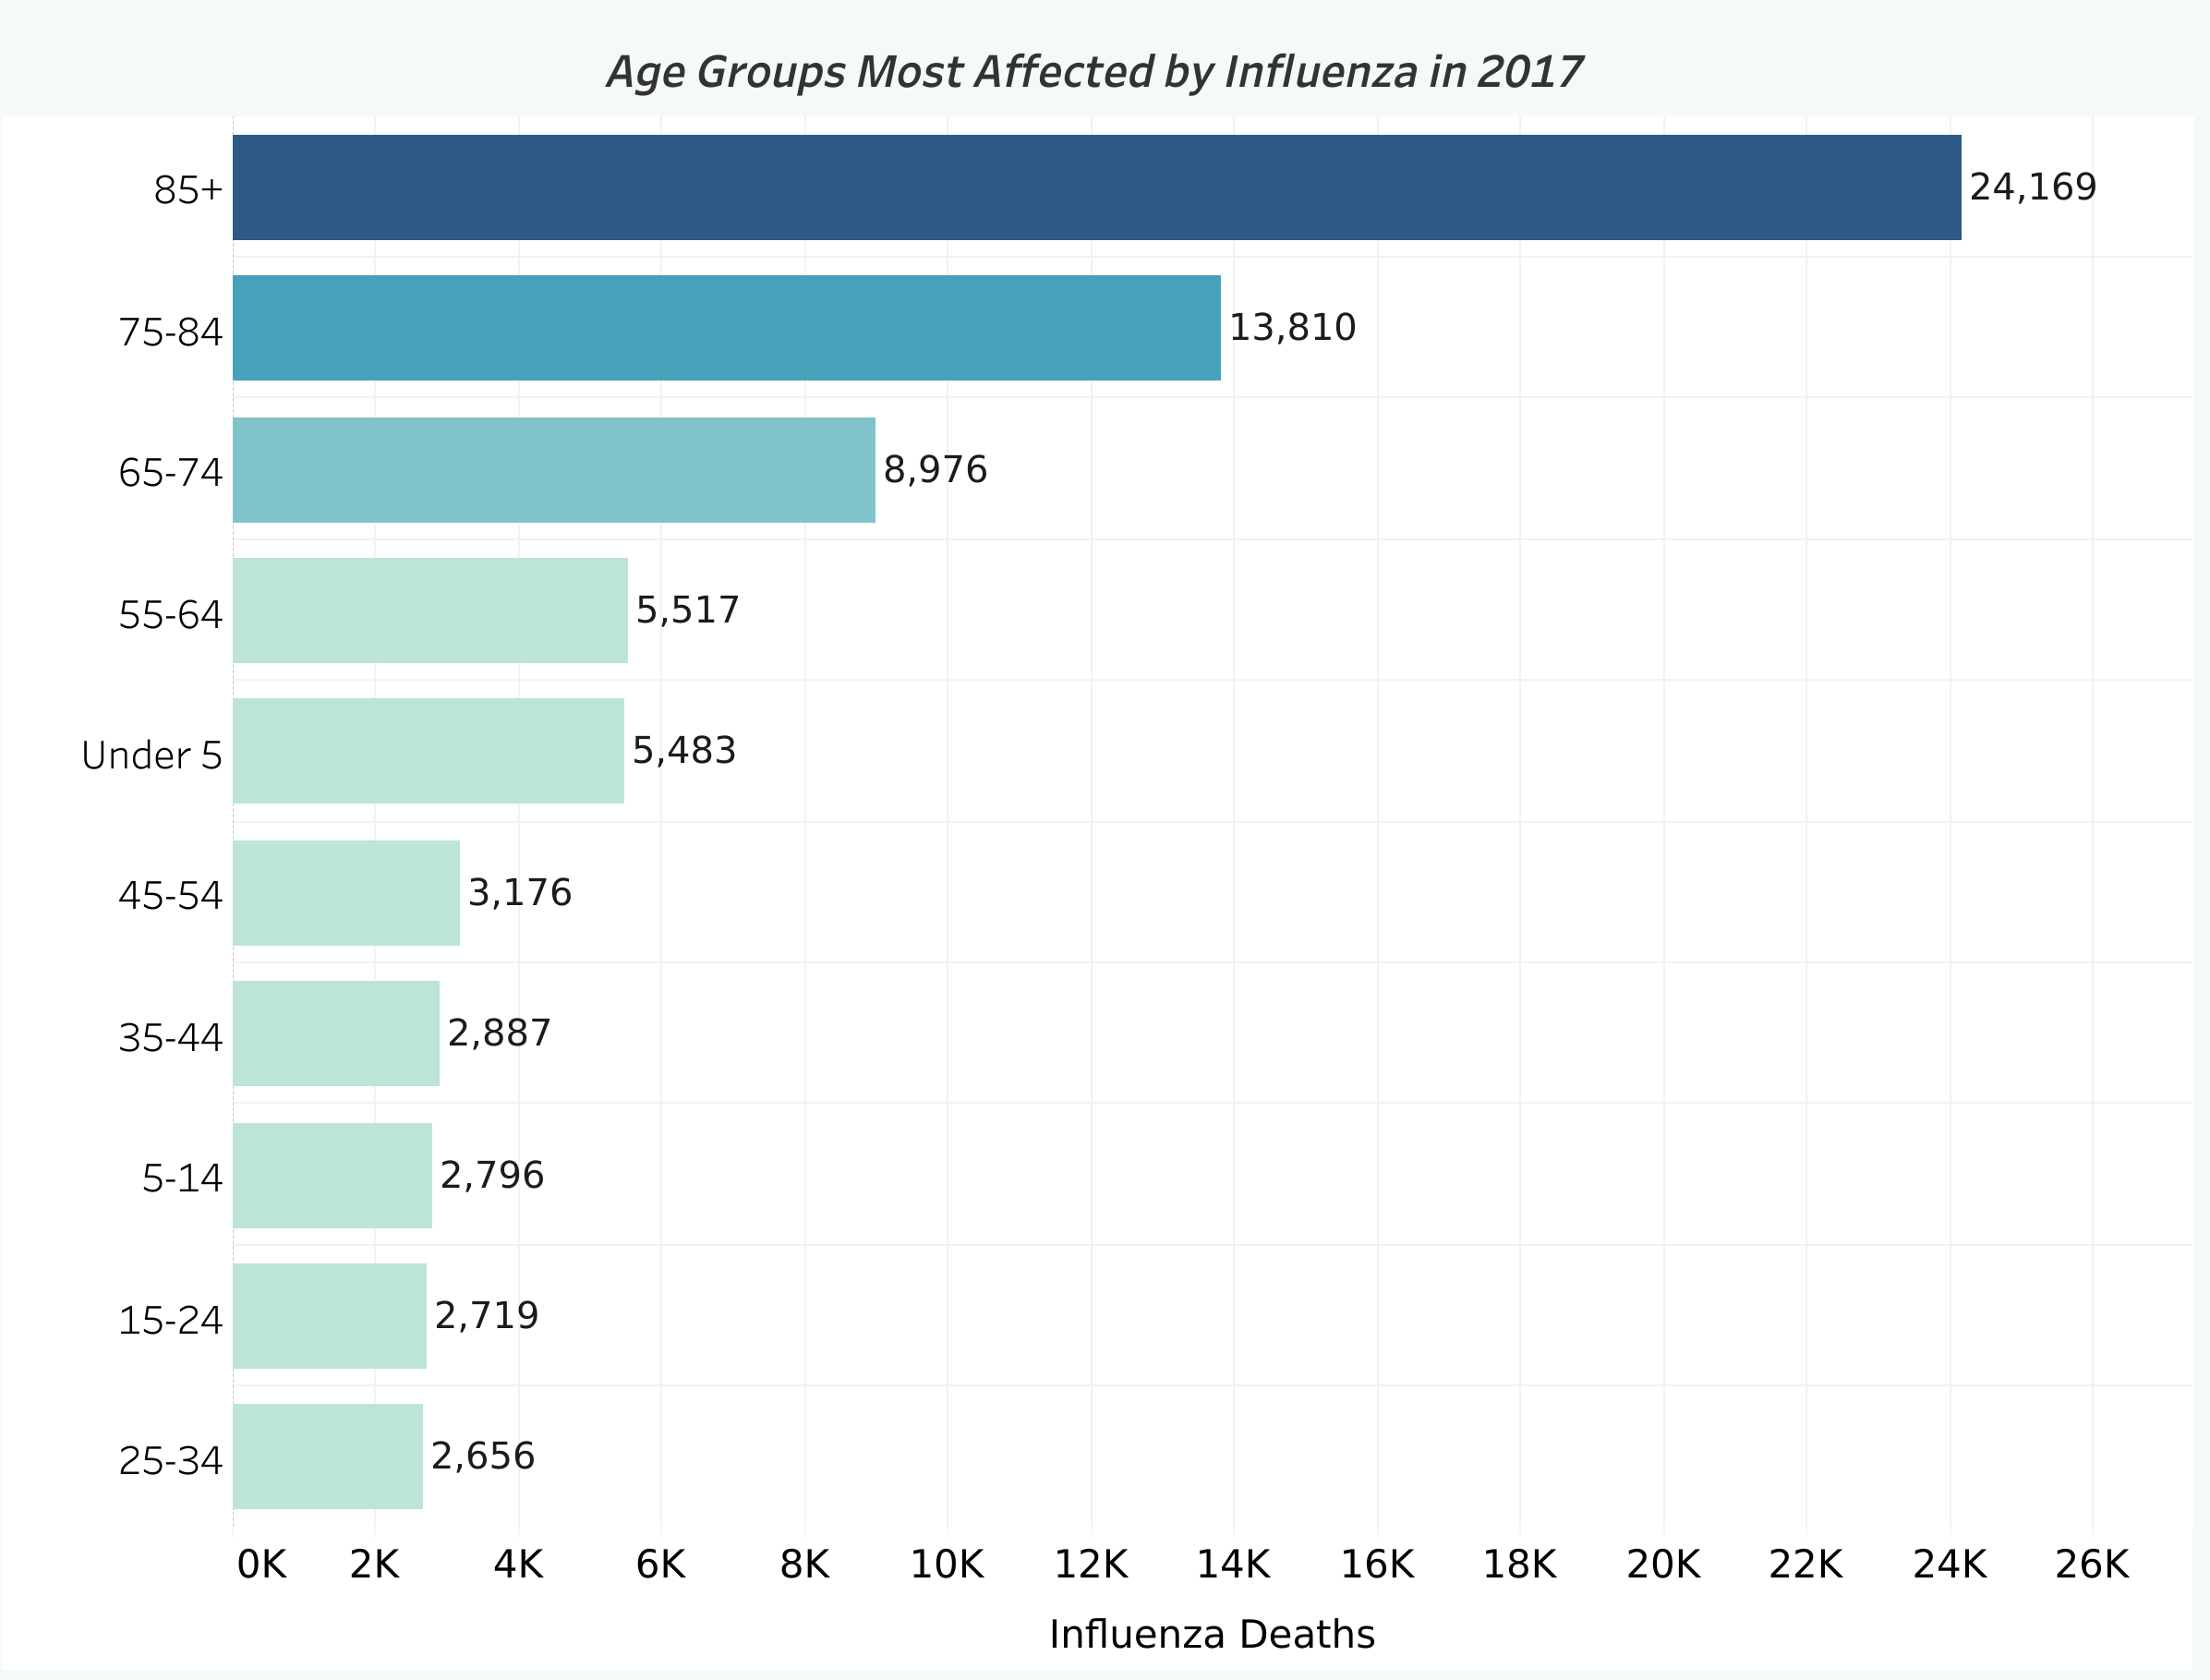 Age Groups Most Affected by Influenza in 2017
85+ 24,169
75-84 13,810
65-74 8,976
55-64 5,517
Under 5 5,483
45-54 3,176
35-44 2,887
5-14 2,796
15-24 2,719
25-34 2,656
0K 2K 4K 6K 8K 10K 12K 14K 16K 18K 20K 22K 24K 26K
Influenza Deaths